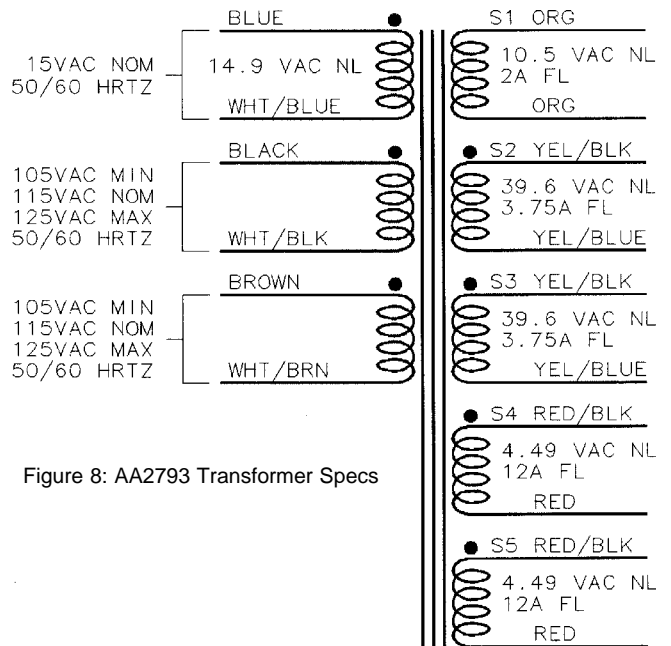 BLUE
15VAC NOM
50/60 HRTZ
14.9 VAC NL
WHT/BLUE
BLACK
105VAC MIN
115VAC NOM
125VAC MAX
50/60 HRTZ
WHT/BLK
BROWN
105VAC MIN
115VAC NOM
125VAC MAX
50/60 HRTZ
WHT/BRN
S1 ORG
10.5 VAC NL
2A FL
ORG
S2 YEL/BLK
39.6 VAC NL
3.75A FL
YEL/BLUE
S3 YEL/BLK
39.6 VAC NL
3.75A FL
YEL/BLUE
S4 RED/BLK
4.49 VAC NL
12A FL
RED
S5 RED/BLK
4.49 VAC NL
12A FL
RED
Figure 8: AA2793 Transformer Specs